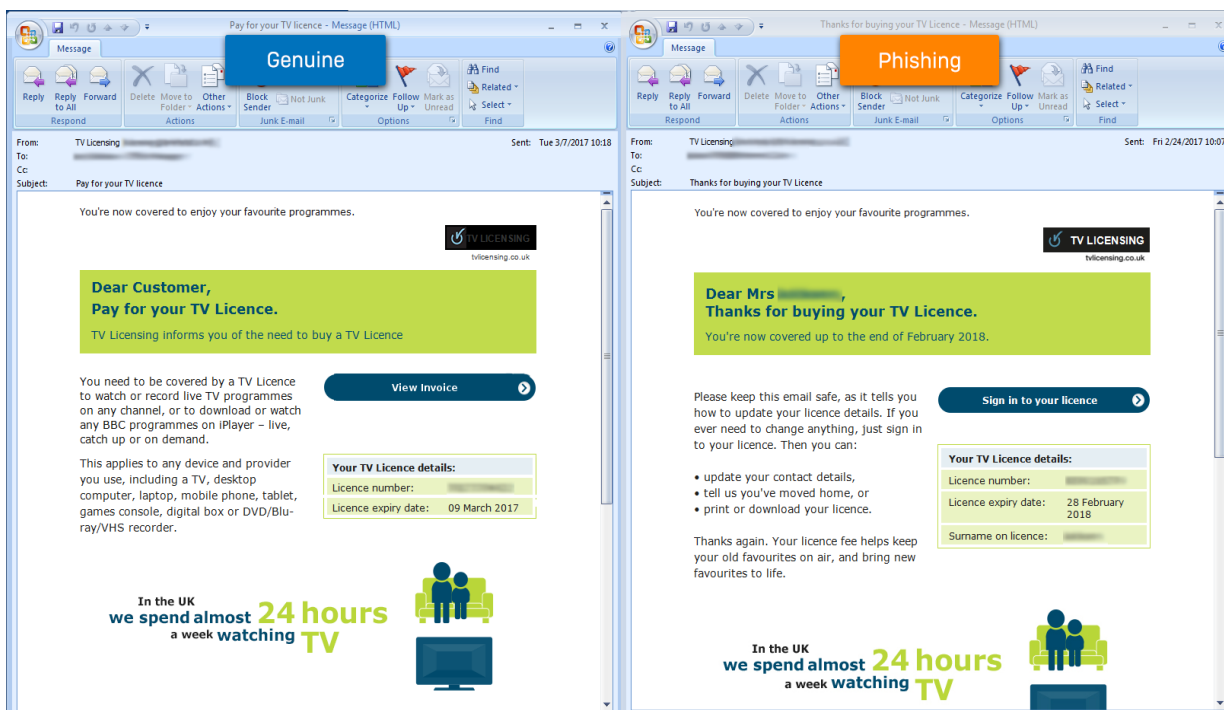 Pay for your TV licence - Message (HTML)
Genuine
Message
Reply
Reply to All
Forward
Respond
Delete
Move to Folder
Other Actions
Actions
Block Sender
Not Junk
Junk E-mail
Categorize
Follow Up
Mark as Unread
Options
Find
Related
Select
Find
From: TV Licensing
Sent: Tue 3/7/2017 10:18
To:
Cc:
Subject: Pay for your TV licence
You're now covered to enjoy your favourite programmes.
TV LICENSING
tvlicensing.co.uk
Dear Customer,
Pay for your TV Licence.
TV Licensing informs you of the need to buy a TV Licence
You need to be covered by a TV Licence
to watch or record live TV programmes
on any channel, or to download or watch
any BBC programmes on iPlayer – live,
catch up or on demand.
This applies to any device and provider
you use, including a TV, desktop
computer, laptop, mobile phone, tablet,
games console, digital box or DVD/Blu-
ray/VHS recorder.
View Invoice
Your TV Licence details:
Licence number:
Licence expiry date: 09 March 2017
In the UK
we spend almost 24 hours
a week watching TV
Thanks for buying your TV Licence - Message (HTML)
Phishing
Message
Reply
Reply to All
Forward
Respond
Delete
Move to Folder
Other Actions
Actions
Block Sender
Not Junk
Junk E-mail
Categorize
Follow Up
Mark as Unread
Options
Find
Related
Select
Find
From: TV Licensing
Sent: Fri 2/24/2017 10:07
To:
Cc:
Subject: Thanks for buying your TV Licence
You're now covered to enjoy your favourite programmes.
TV LICENSING
tvlicensing.co.uk
Dear Mrs ,
Thanks for buying your TV Licence.
You're now covered up to the end of February 2018.
Please keep this email safe, as it tells you
how to update your licence details. If you
ever need to change anything, just sign in
to your licence. Then you can:
• update your contact details,
• tell us you've moved home, or
• print or download your licence.
Thanks again. Your licence fee helps keep
your old favourites on air, and bring new
favourites to life.
Sign in to your licence
Your TV Licence details:
Licence number:
Licence expiry date: 28 February
2018
Surname on licence:
In the UK
we spend almost 24 hours
a week watching TV